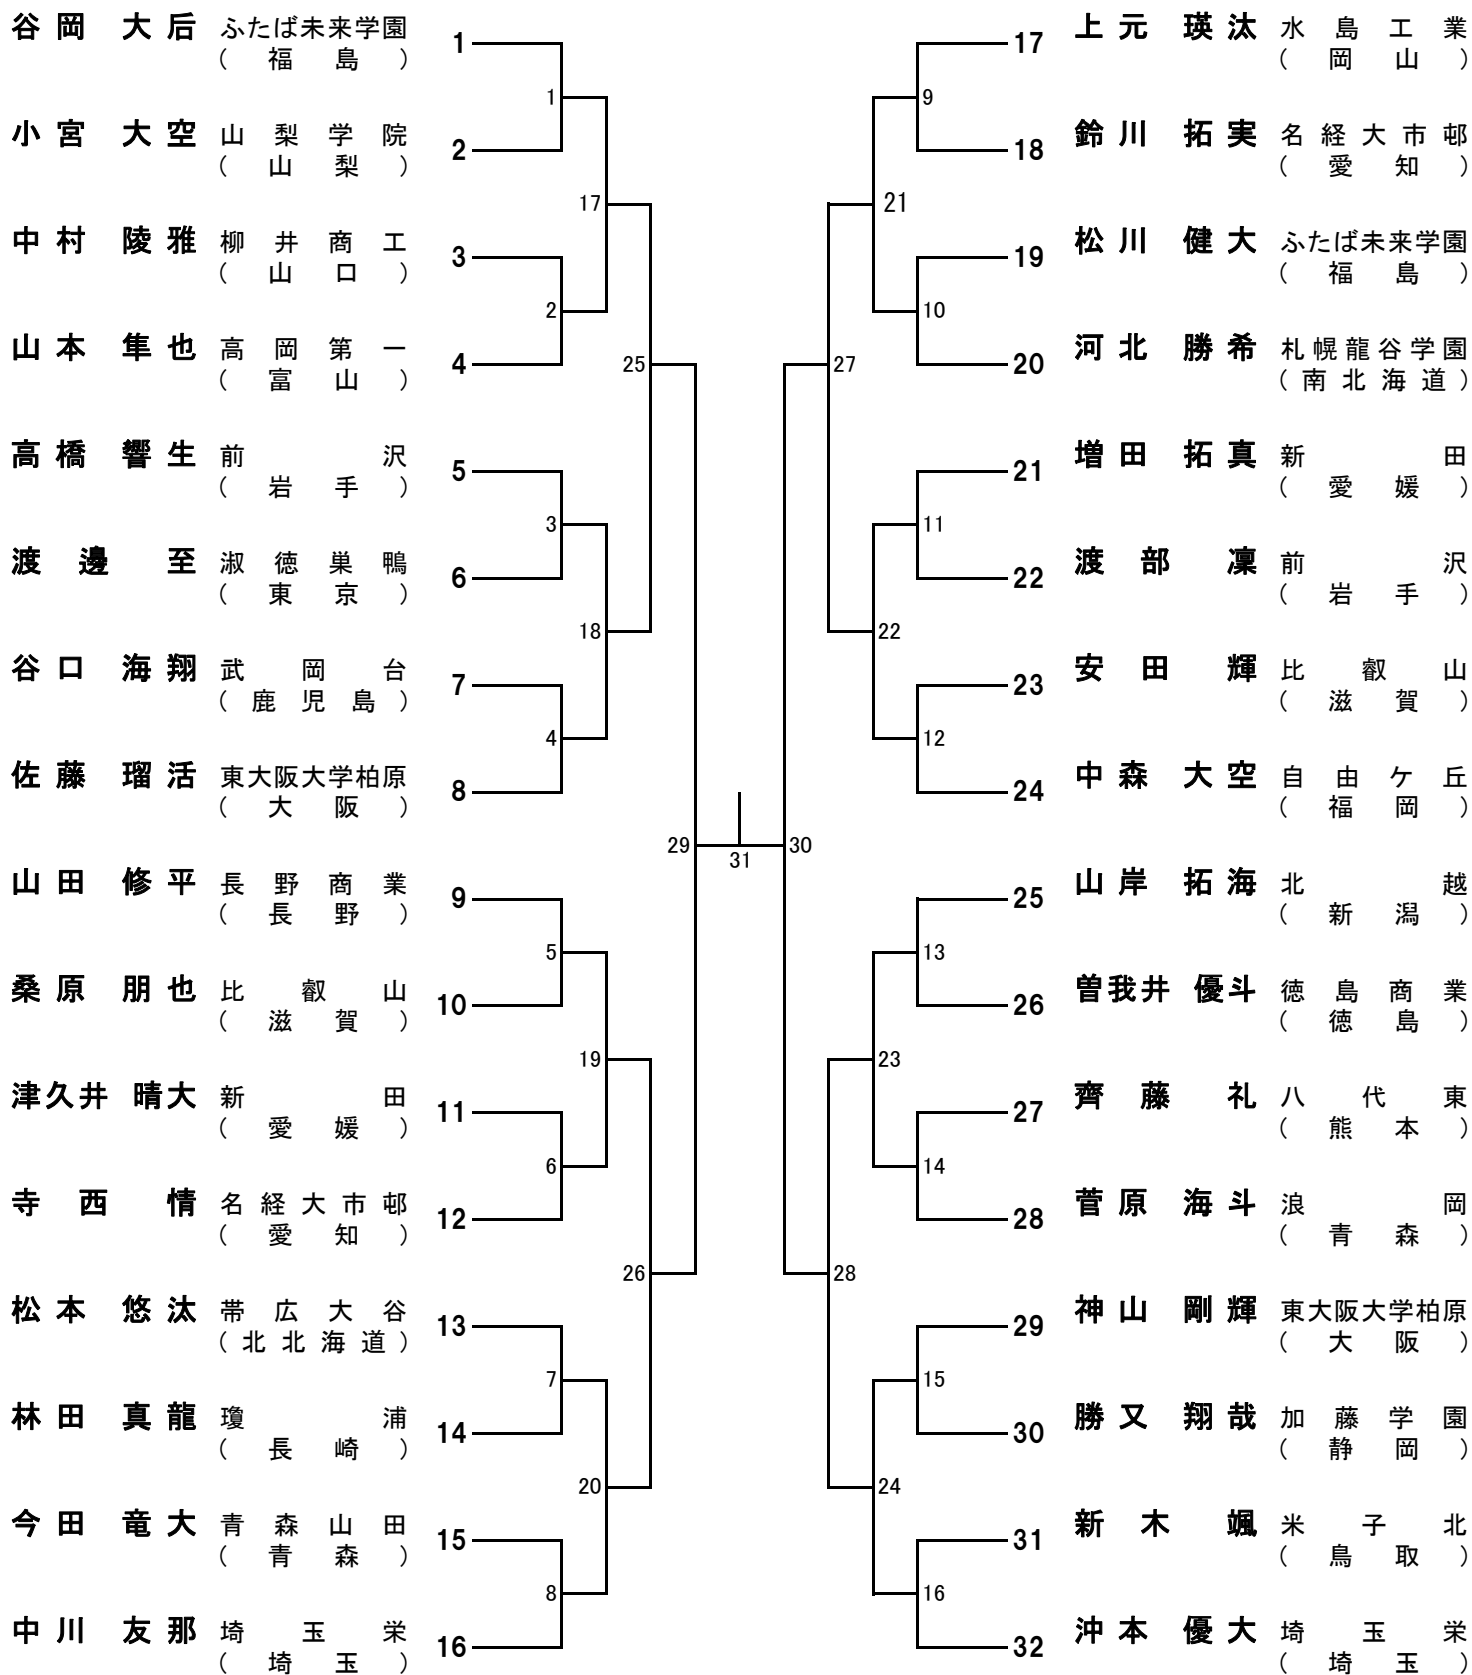 谷岡 大后 ふたば未来学園 1
(福島)
小宮 大空 山梨学院 2
(山梨)
中村 陵雅 柳井商工 3
(山口)
山本 隼也 高岡第一 4
(富山)
高橋 響生 前沢 5
(岩手)
渡邊 至 淑徳巣鴨 6
(東京)
谷口 海翔 武岡台 7
(鹿児島)
佐藤 瑠活 東大阪大学柏原 8
(大阪)
山田 修平 長野商業 9
(長野)
桑原 朋也 比叡山 10
(滋賀)
津久井 晴大 新田 11
(愛媛)
寺西 情 名経大市邨 12
(愛知)
松本 悠汰 帯広大谷 13
(北北海道)
林田 真龍 瓊浦 14
(長崎)
今田 竜大 青森山田 15
(青森)
中川 友那 埼玉栄 16
(埼玉)
1
2
3
4
5
6
7
8
17
18
19
20
25
26
29
31
30
27
28
21
22
23
24
9
10
11
12
13
14
15
16
17 上元 瑛汰 水島工業
(岡山)
18 鈴川 拓実 名経大市邨
(愛知)
19 松川 健大 ふたば未来学園
(福島)
20 河北 勝希 札幌龍谷学園
(南北海道)
21 増田 拓真 新田
(愛媛)
22 渡部 凜 前沢
(岩手)
23 安田 輝 比叡山
(滋賀)
24 中森 大空 自由ケ丘
(福岡)
25 山岸 拓海 北越
(新潟)
26 曽我井 優斗 徳島商業
(徳島)
27 齊藤 礼 八代東
(熊本)
28 菅原 海斗 浪岡
(青森)
29 神山 剛輝 東大阪大学柏原
(大阪)
30 勝又 翔哉 加藤学園
(静岡)
31 新木 颯 米子北
(鳥取)
32 沖本 優大 埼玉栄
(埼玉)